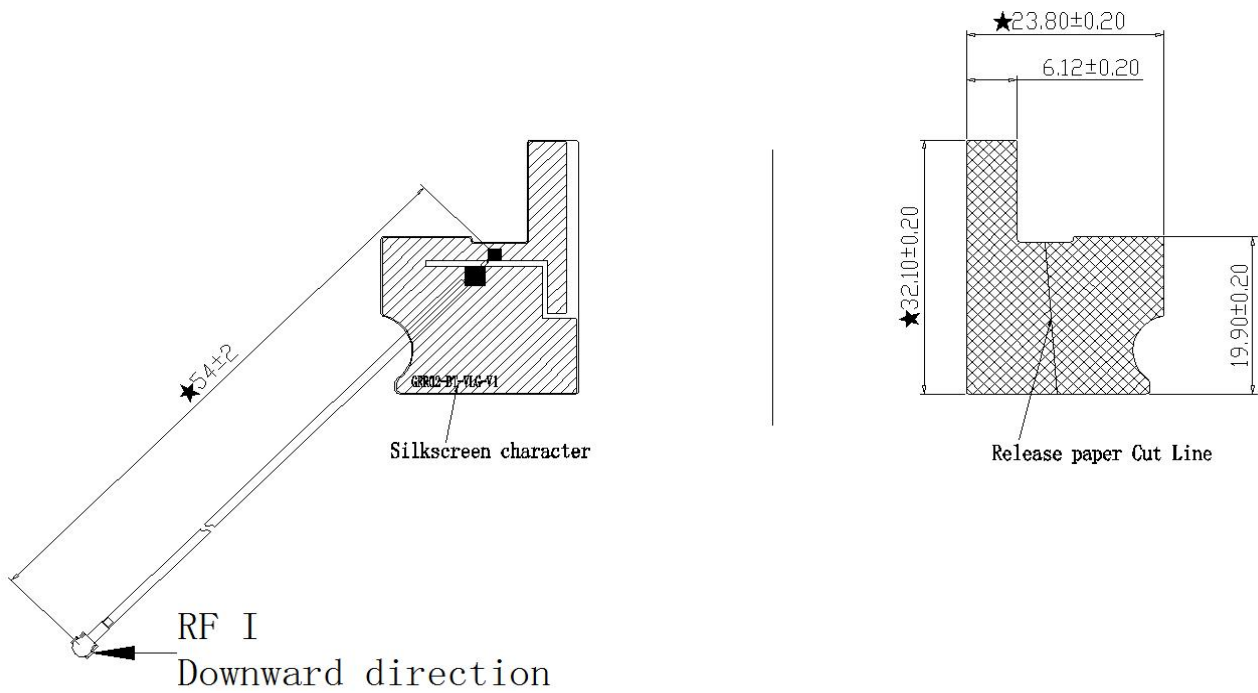 ★23.80±0.20
6.12±0.20
★32.10±0.20
19.90±0.20
★54±2
GRR02-BT-VLG-V1
Silkscreen character
Release paper Cut Line
RF I
Downward direction